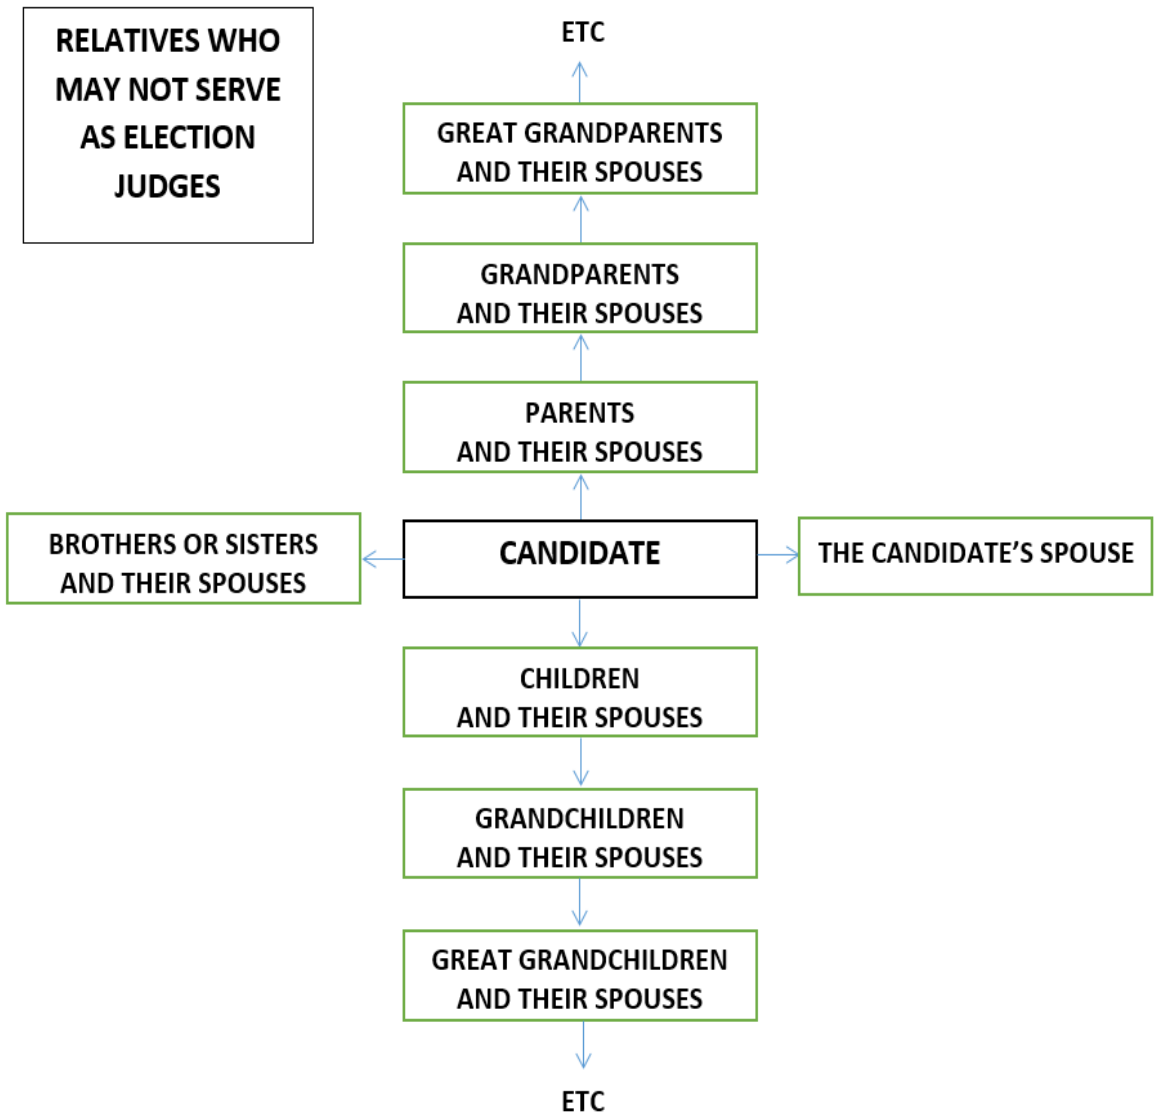 RELATIVES WHO
MAY NOT SERVE
AS ELECTION
JUDGES
ETC
GREAT GRANDPARENTS
AND THEIR SPOUSES
GRANDPARENTS
AND THEIR SPOUSES
PARENTS
AND THEIR SPOUSES
BROTHERS OR SISTERS
AND THEIR SPOUSES
CANDIDATE
THE CANDIDATE’S SPOUSE
CHILDREN
AND THEIR SPOUSES
GRANDCHILDREN
AND THEIR SPOUSES
GREAT GRANDCHILDREN
AND THEIR SPOUSES
ETC